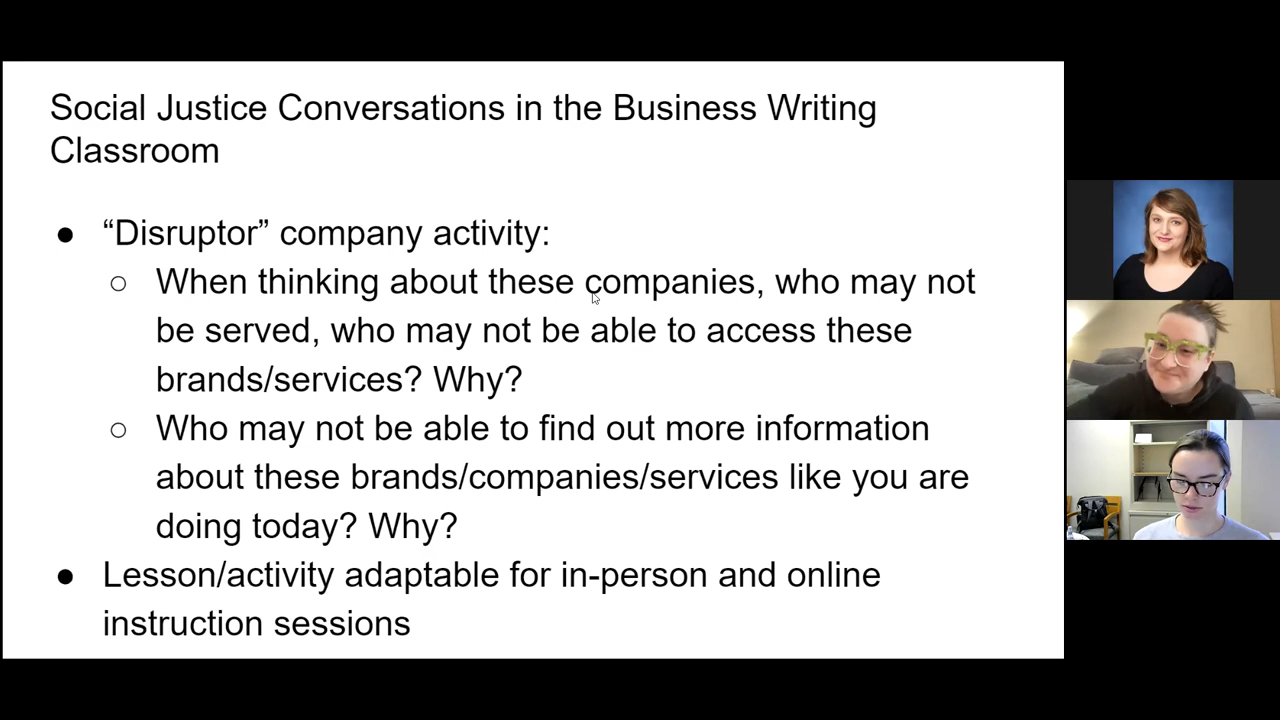 Social Justice Conversations in the Business Writing
Classroom
● “Disruptor” company activity:
○ When thinking about these companies, who may not
be served, who may not be able to access these
brands/services? Why?
○ Who may not be able to find out more information
about these brands/companies/services like you are
doing today? Why?
● Lesson/activity adaptable for in-person and online
instruction sessions